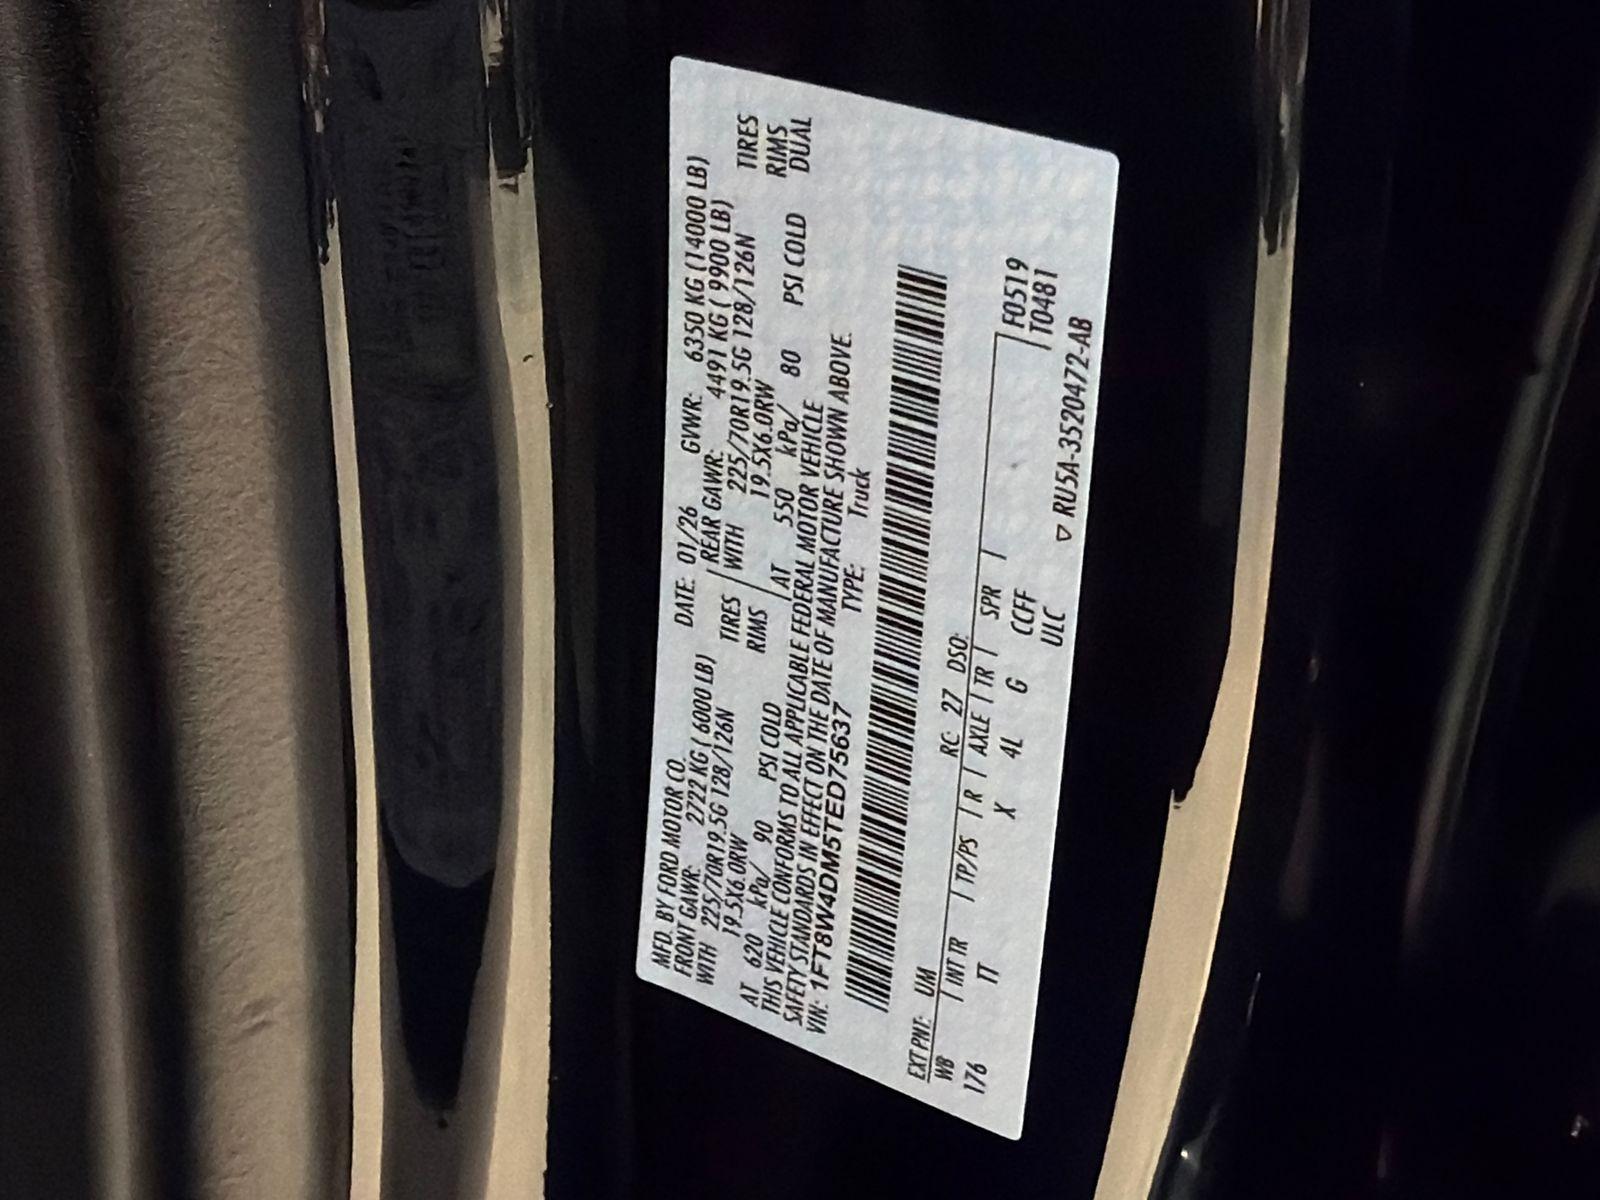 MFD. BY FORD MOTOR CO. DATE: 01/26 GVWR: 6350 KG (14000 LB)
FRONT GAWR: 2722 KG ( 6000 LB) REAR GAWR: 4491 KG ( 9900 LB)
WITH 225/70R19.5G 128/126N TIRES WITH 225/70R19.5G 128/126N TIRES
19.5X6.0RW RIMS 19.5X6.0RW RIMS
AT 620 kPa/ 90 PSI COLD AT 550 kPa/ 80 PSI COLD DUAL
THIS VEHICLE CONFORMS TO ALL APPLICABLE FEDERAL MOTOR VEHICLE
SAFETY STANDARDS IN EFFECT ON THE DATE OF MANUFACTURE SHOWN ABOVE.
VIN: 1FT8W4DM5TED75637 TYPE: Truck
EXT PNT: UM RC: 27 DSO:
WB INT TR TP/PS R AXLE TR SPR F0519
176 TT X 4L G CCFF T0481
ULC ▽ RU5A-3520472-AB